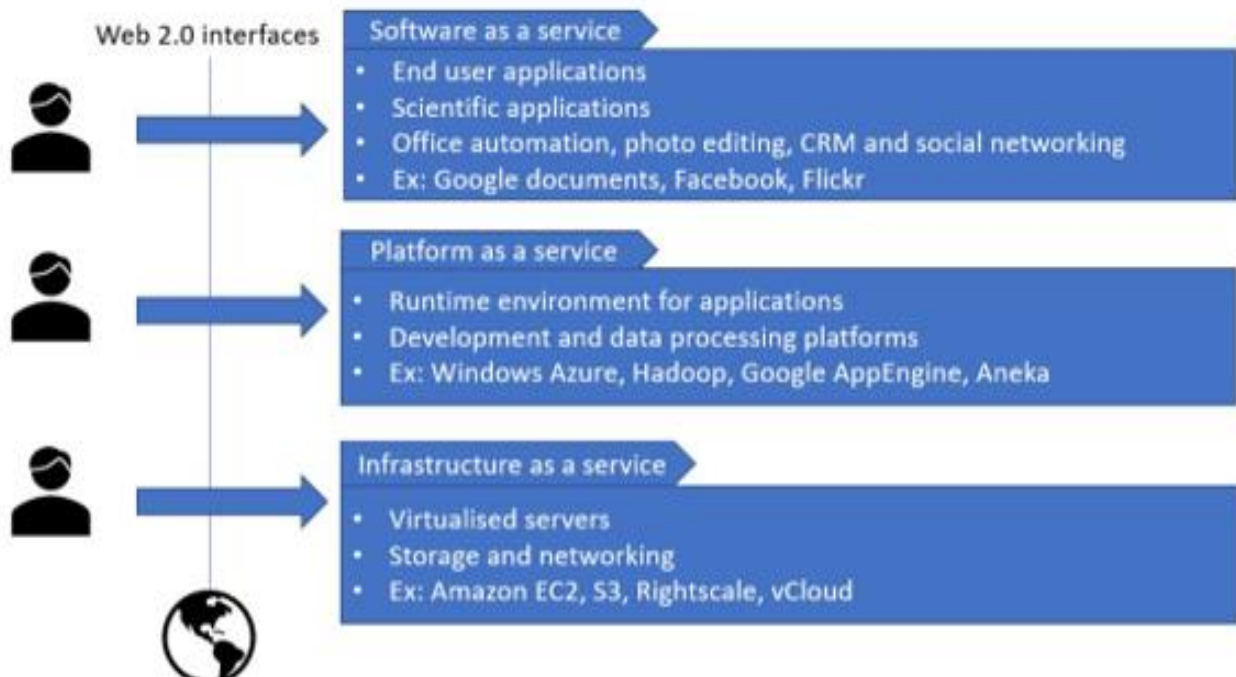 Web 2.0 interfaces
Software as a service
• End user applications
• Scientific applications
• Office automation, photo editing, CRM and social networking
• Ex: Google documents, Facebook, Flickr
Platform as a service
• Runtime environment for applications
• Development and data processing platforms
• Ex: Windows Azure, Hadoop, Google AppEngine, Aneka
Infrastructure as a service
• Virtualised servers
• Storage and networking
• Ex: Amazon EC2, S3, Rightscale, vCloud